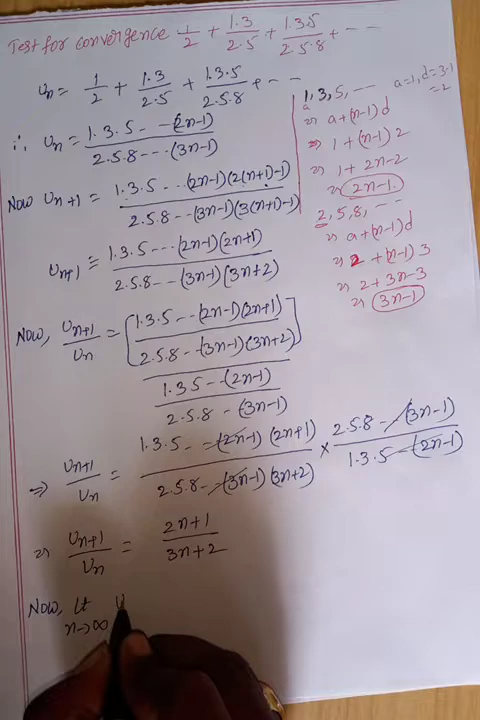 Test for convergence 1/2 + 1.3/2.5 + 1.3.5/2.5.8 + - - -
Un = 1/2 + 1.3/2.5 + 1.3.5/2.5.8 + - - -
∴ Un = 1.3.5 - - - (2n-1) / 2.5.8 - - - (3n-1)
Now Un+1 = 1.3.5 - - - (2n-1)(2(n+1)-1) / 2.5.8 - - - (3n-1)(3(n+1)-1)
Un+1 = 1.3.5 - - - (2n-1)(2n+1) / 2.5.8 - - - (3n-1)(3n+2)
Now, Un+1/Un = [1.3.5 - - - (2n-1)(2n+1) / 2.5.8 - - - (3n-1)(3n+2)] / 1.3.5 - - (2n-1) / 2.5.8 - - (3n-1)
⇒ Un+1/Un = 1.3.5 - - - (2n-1)(2n+1) / 2.5.8 - - - (3n-1)(3n+2) × 2.5.8 - - (3n-1) / 1.3.5 - - (2n-1)
⇒ Un+1/Un = 2n+1 / 3n+2
Now, Lt n→∞ U
1, 3, 5, - - - a=1, d=3-1
a =2
⇒ a+(n-1)d
⇒ 1+(n-1)2
⇒ 1+2n-2
⇒ 2n-1
2, 5, 8, - - -
⇒ a+(n-1)d
⇒ 2+(n-1)3
⇒ 2+3n-3
⇒ 3n-1